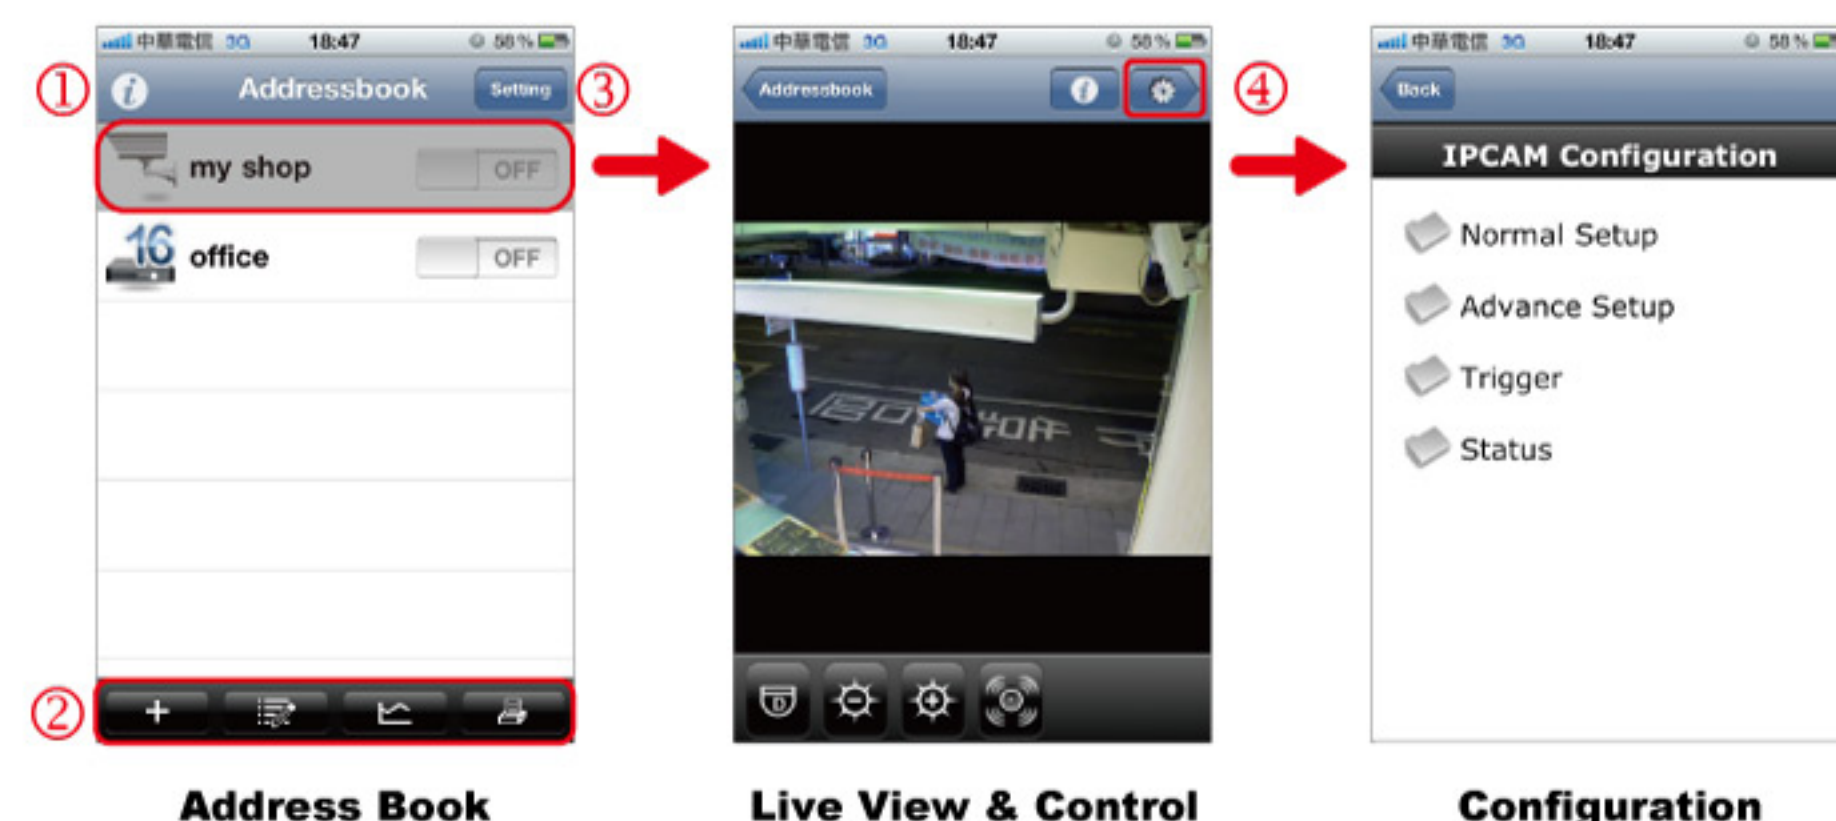 中華電信 3G 18:47 58%
① Addressbook Setting ③
my shop OFF
16 office OFF
②
Address Book
中華電信 3G 18:47 58%
Addressbook ④
D
Live View & Control
中華電信 3G 18:47 58%
Back
IPCAM Configuration
Normal Setup
Advance Setup
Trigger
Status
Configuration